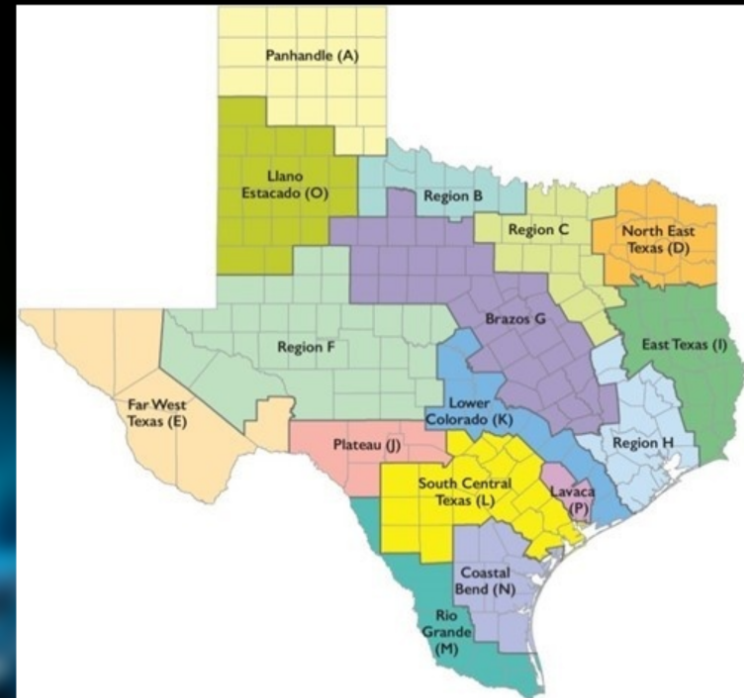 Panhandle (A)
Llano
Estacado (O)
Region B
Region C
North East
Texas (D)
Brazos G
East Texas (I)
Region F
Far West
Texas (E)
Lower
Colorado (K)
Region H
Plateau (J)
South Central
Texas (L)
Lavaca
(P)
Coastal
Bend (N)
Rio
Grande
(M)